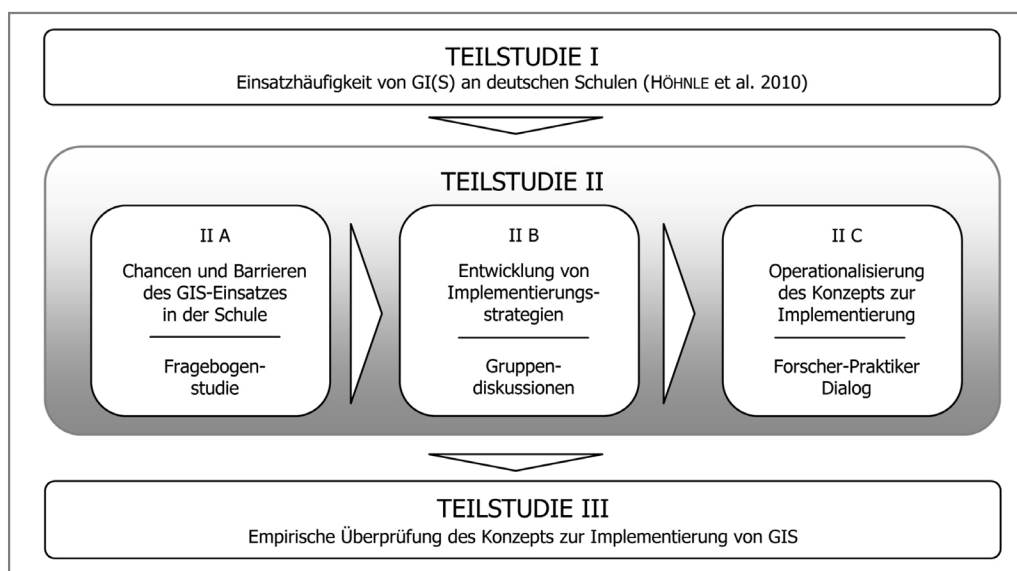 TEILSTUDIE I
Einsatzhäufigkeit von GI(S) an deutschen Schulen (HÖHNLE et al. 2010)
TEILSTUDIE II
II A
Chancen und Barrieren
des GIS-Einsatzes
in der Schule
Fragebogen-
studie
II B
Entwicklung von
Implementierungs-
strategien
Gruppen-
diskussionen
II C
Operationalisierung
des Konzepts zur
Implementierung
Forscher-Praktiker
Dialog
TEILSTUDIE III
Empirische Überprüfung des Konzepts zur Implementierung von GIS